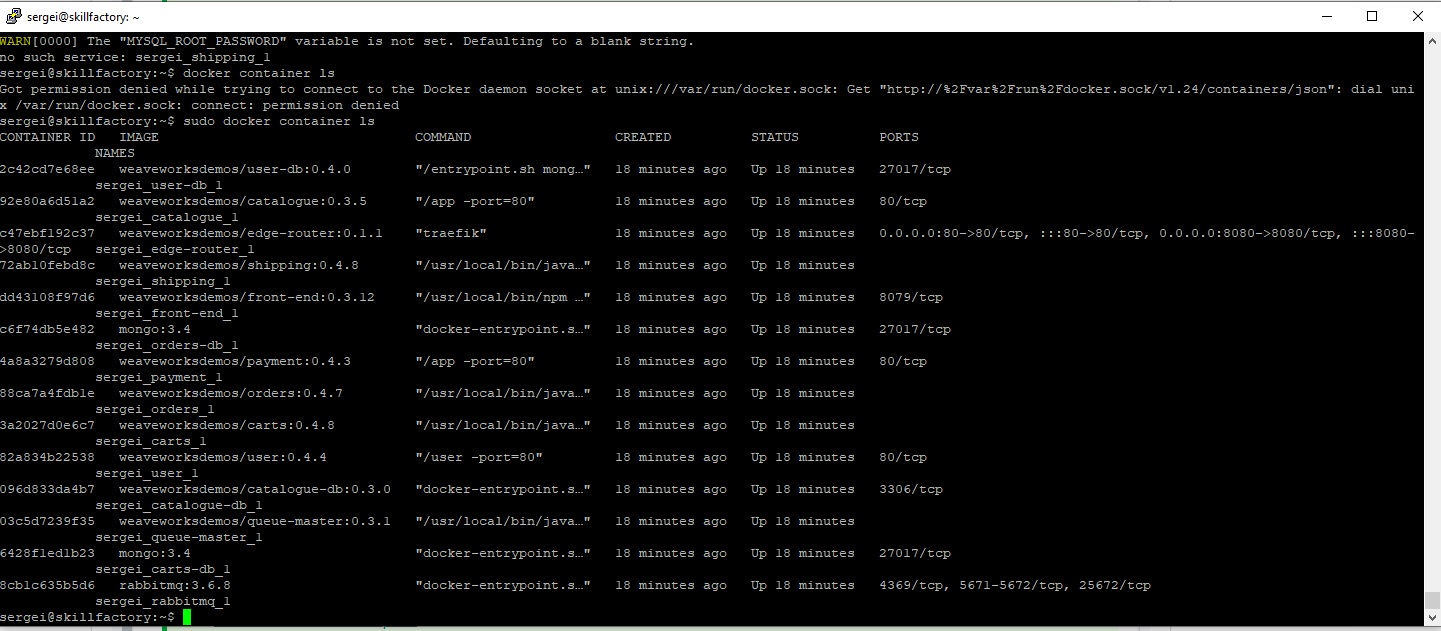 sergei@skillfactory: ~
WARN[0000] The "MYSQL_ROOT_PASSWORD" variable is not set. Defaulting to a blank string.
no such service: sergei_shipping_1
sergei@skillfactory:~$ docker container ls
Got permission denied while trying to connect to the Docker daemon socket at unix:///var/run/docker.sock: Get "http://%2Fvar%2Frun%2Fdocker.sock/v1.24/containers/json": dial uni
x /var/run/docker.sock: connect: permission denied
sergei@skillfactory:~$ sudo docker container ls
CONTAINER ID   IMAGE                                COMMAND                  CREATED          STATUS          PORTS
            NAMES
2c42cd7e68ee   weaveworksdemos/user-db:0.4.0        "/entrypoint.sh mong…"   18 minutes ago   Up 18 minutes   27017/tcp
            sergei_user-db_1
92e80a6d51a2   weaveworksdemos/catalogue:0.3.5      "/app -port=80"          18 minutes ago   Up 18 minutes   80/tcp
            sergei_catalogue_1
c47ebf192c37   weaveworksdemos/edge-router:0.1.1    "traefik"                18 minutes ago   Up 18 minutes   0.0.0.0:80->80/tcp, :::80->80/tcp, 0.0.0.0:8080->8080/tcp, :::8080-
>8080/tcp   sergei_edge-router_1
72ab10febd8c   weaveworksdemos/shipping:0.4.8       "/usr/local/bin/java…"   18 minutes ago   Up 18 minutes
            sergei_shipping_1
dd43108f97d6   weaveworksdemos/front-end:0.3.12     "/usr/local/bin/npm …"   18 minutes ago   Up 18 minutes   8079/tcp
            sergei_front-end_1
c6f74db5e482   mongo:3.4                            "docker-entrypoint.s…"   18 minutes ago   Up 18 minutes   27017/tcp
            sergei_orders-db_1
4a8a3279d808   weaveworksdemos/payment:0.4.3        "/app -port=80"          18 minutes ago   Up 18 minutes   80/tcp
            sergei_payment_1
88ca7a4fdb1e   weaveworksdemos/orders:0.4.7         "/usr/local/bin/java…"   18 minutes ago   Up 18 minutes
            sergei_orders_1
3a2027d0e6c7   weaveworksdemos/carts:0.4.8          "/usr/local/bin/java…"   18 minutes ago   Up 18 minutes
            sergei_carts_1
82a834b22538   weaveworksdemos/user:0.4.4           "/user -port=80"         18 minutes ago   Up 18 minutes   80/tcp
            sergei_user_1
096d833da4b7   weaveworksdemos/catalogue-db:0.3.0   "docker-entrypoint.s…"   18 minutes ago   Up 18 minutes   3306/tcp
            sergei_catalogue-db_1
03c5d7239f35   weaveworksdemos/queue-master:0.3.1   "/usr/local/bin/java…"   18 minutes ago   Up 18 minutes
            sergei_queue-master_1
6428f1ed1b23   mongo:3.4                            "docker-entrypoint.s…"   18 minutes ago   Up 18 minutes   27017/tcp
            sergei_carts-db_1
8cb1c635b5d6   rabbitmq:3.6.8                       "docker-entrypoint.s…"   18 minutes ago   Up 18 minutes   4369/tcp, 5671-5672/tcp, 25672/tcp
            sergei_rabbitmq_1
sergei@skillfactory:~$